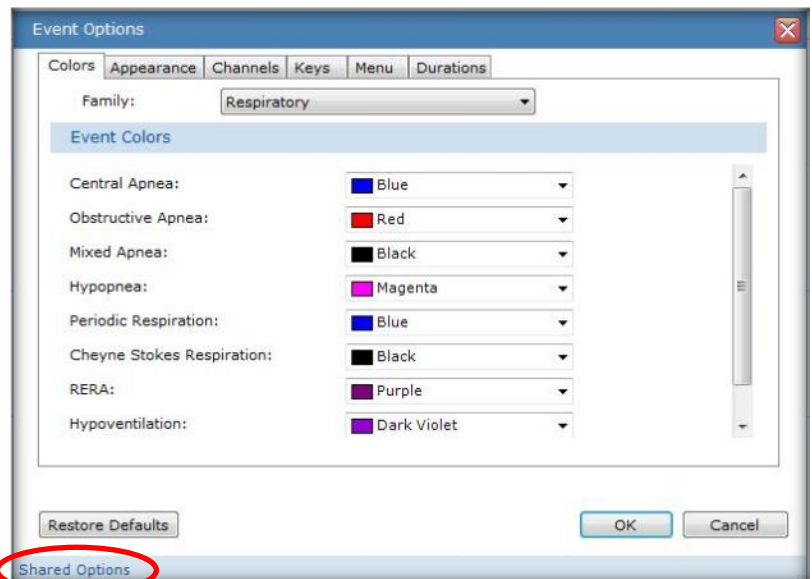 Event Options
Colors Appearance Channels Keys Menu Durations
Family: Respiratory
Event Colors
Central Apnea: Blue
Obstructive Apnea: Red
Mixed Apnea: Black
Hypopnea: Magenta
Periodic Respiration: Blue
Cheyne Stokes Respiration: Black
RERA: Purple
Hypoventilation: Dark Violet
Restore Defaults OK Cancel
Shared Options